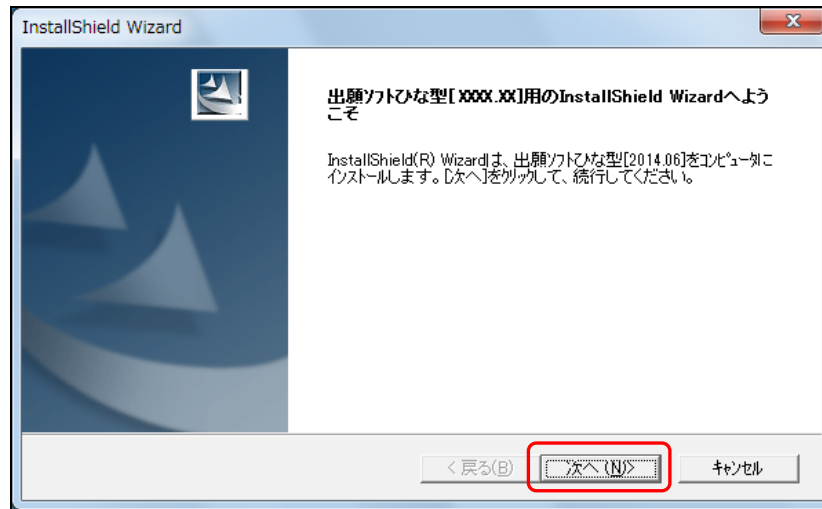 InstallShield Wizard
出願ソフトひな型[XXXX.XX]用のInstallShield Wizardへよう
こそ
InstallShield(R) Wizardは、出願ソフトひな型[2014.06]をコンピュータに
インストールします。[次へ]をクリックして、続行してください。
< 戻る(B)
次へ(N)>
キャンセル